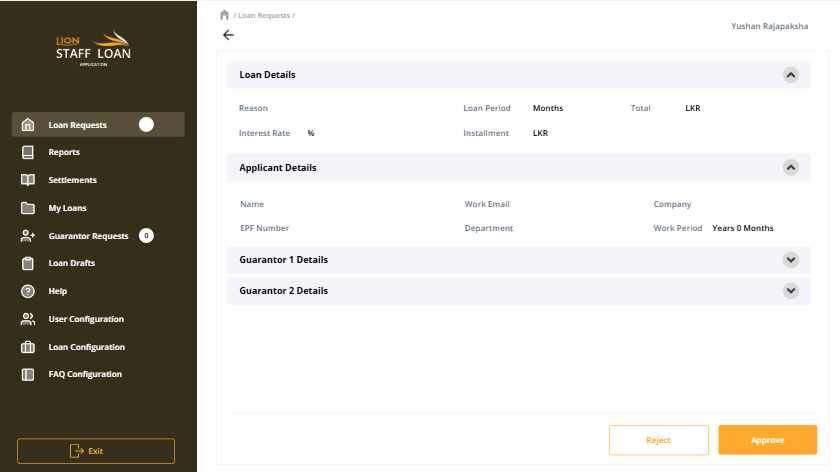 LION
STAFF LOAN
APPLICATION
Loan Requests
Reports
Settlements
My Loans
Guarantor Requests 0
Loan Drafts
Help
User Configuration
Loan Configuration
FAQ Configuration
Exit
/ Loan Requests /
Yushan Rajapaksha
Loan Details
Reason Loan Period Months Total LKR
Interest Rate % Installment LKR
Applicant Details
Name Work Email Company
EPF Number Department Work Period Years 0 Months
Guarantor 1 Details
Guarantor 2 Details
Reject Approve